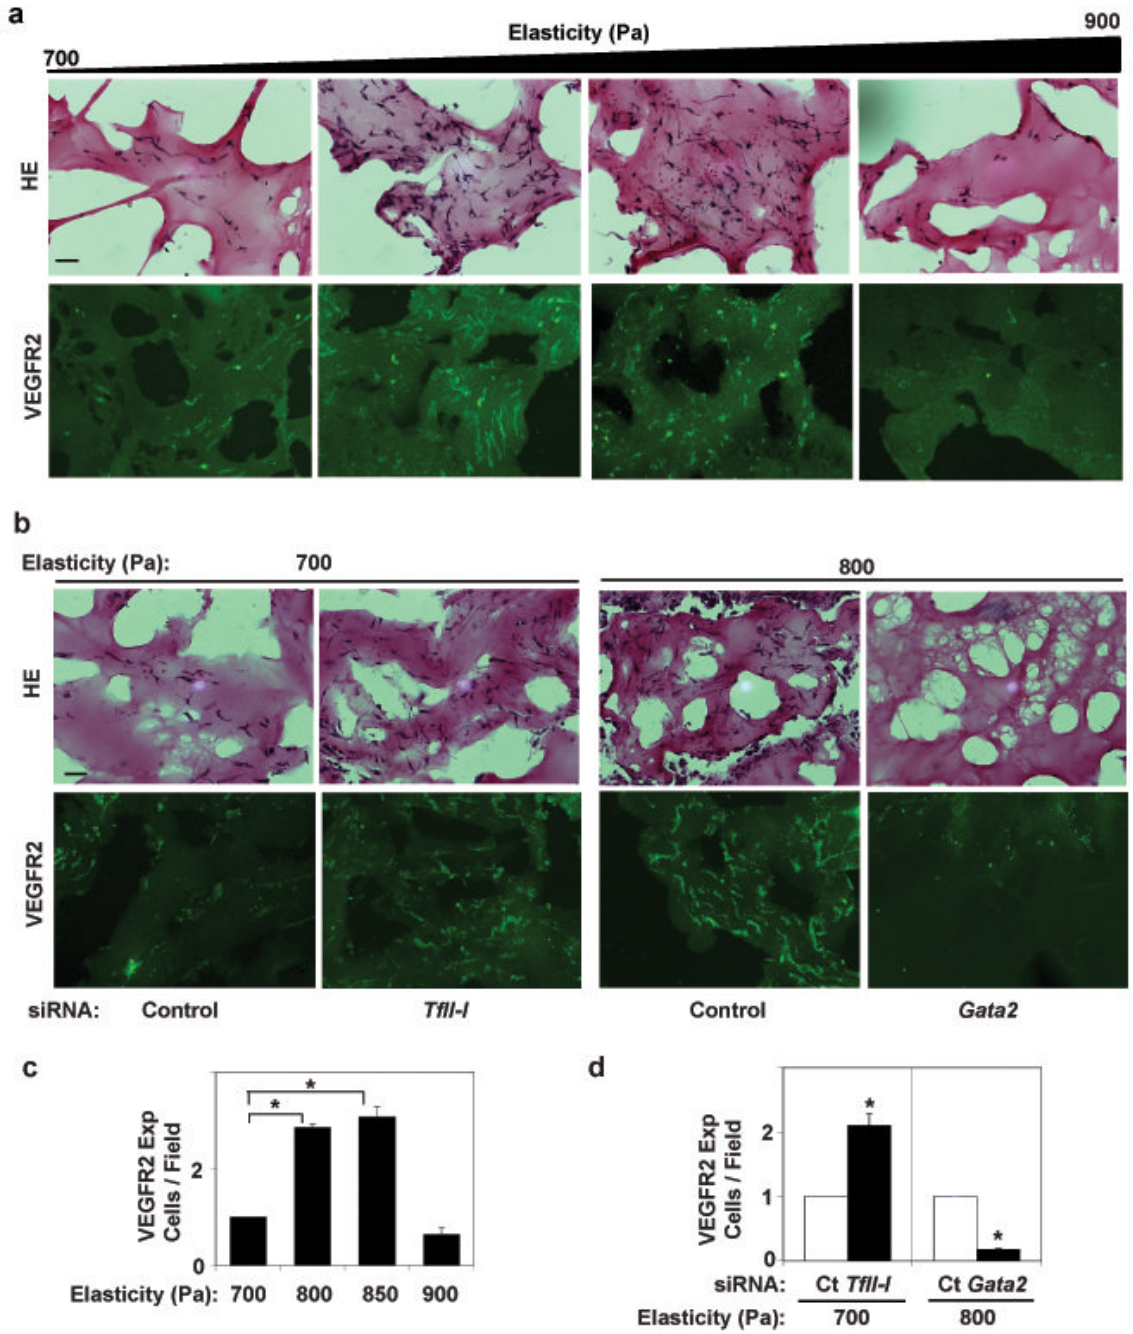 a
Elasticity (Pa)
700
900
HE
VEGFR2
b
Elasticity (Pa):
700
800
HE
VEGFR2
siRNA: Control TfII-I Control Gata2
c
VEGFR2 Exp
Cells / Field
2
0
* *
Elasticity (Pa): 700 800 850 900
d
VEGFR2 Exp
Cells / Field
2
1
0
* *
siRNA: Ct TfII-I Ct Gata2
Elasticity (Pa): 700 800